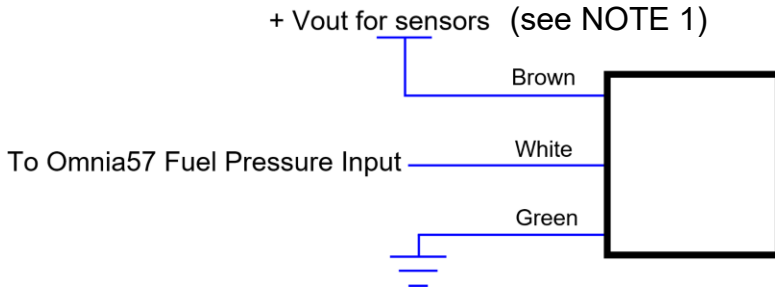 + Vout for sensors (see NOTE 1)
Brown
White
To Omnia57 Fuel Pressure Input
Green